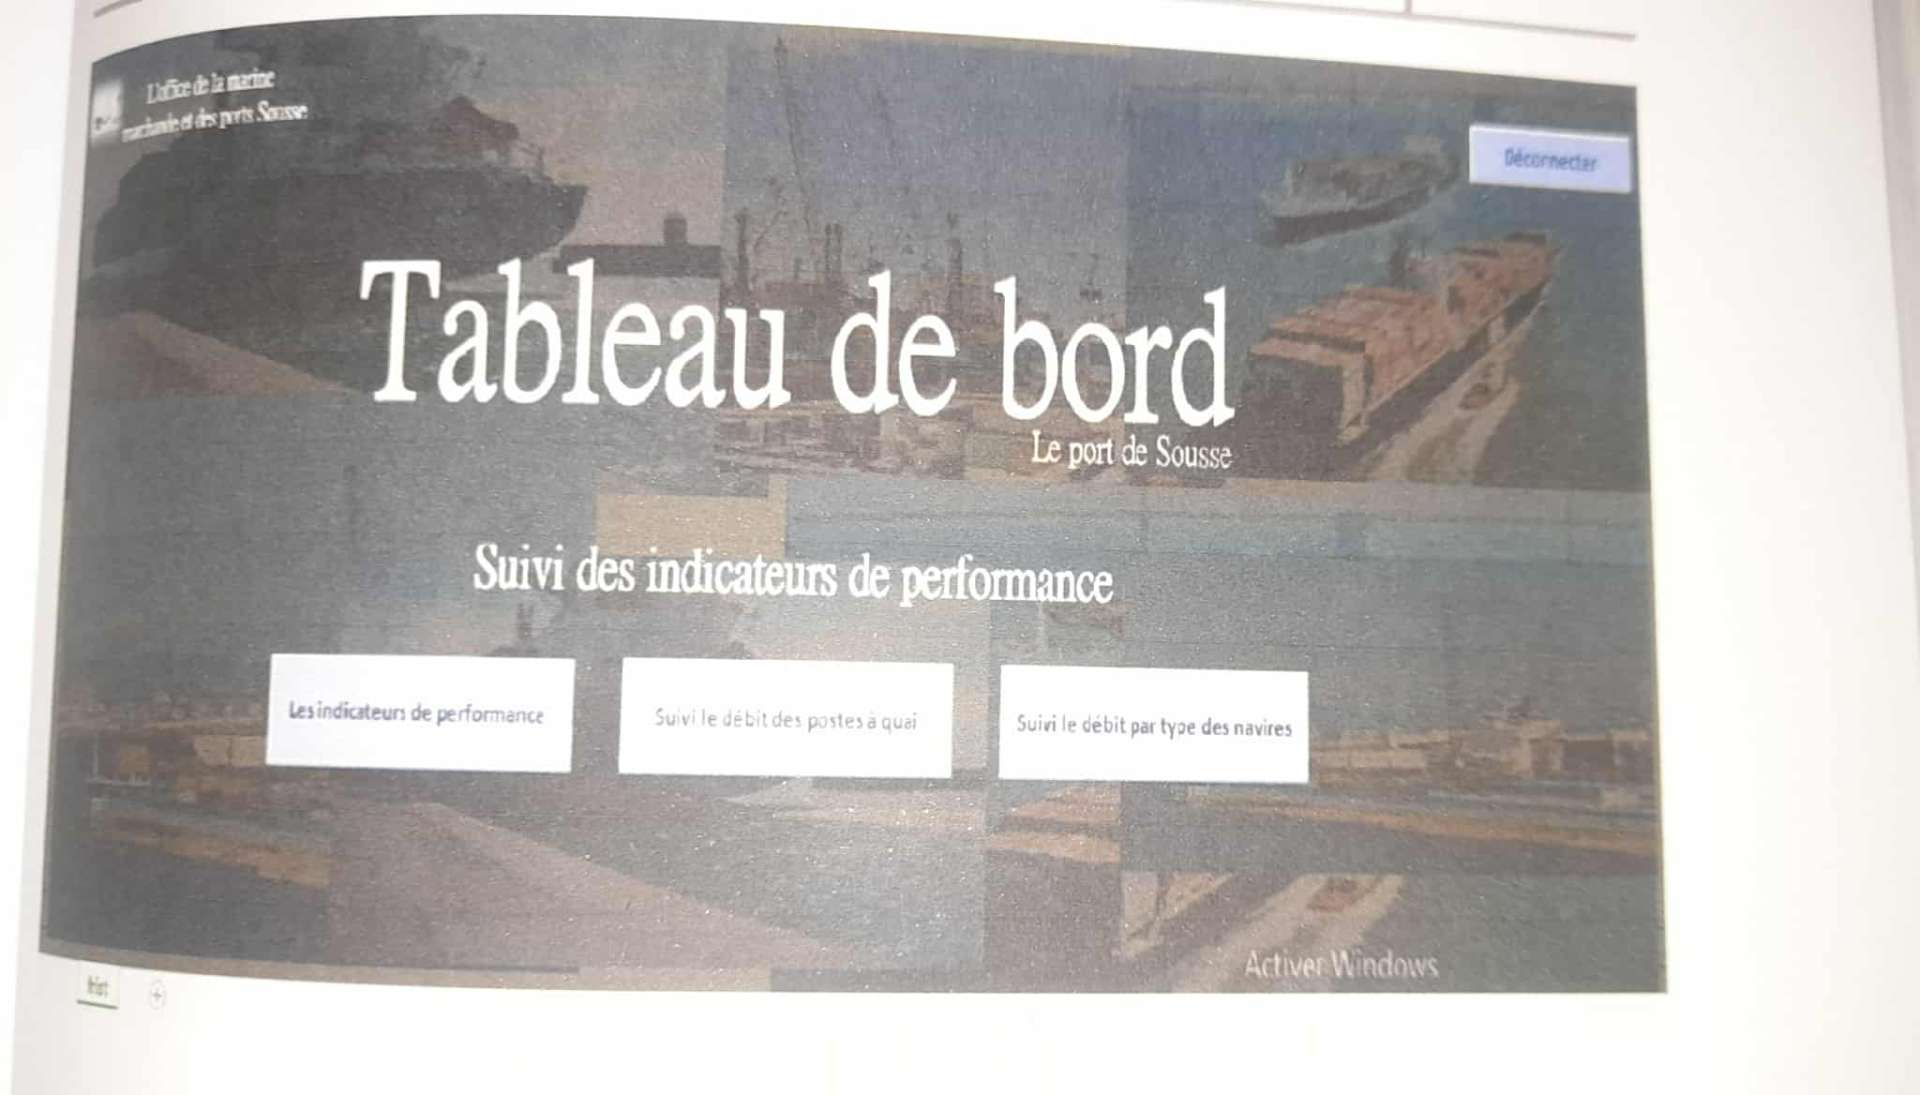 L'office de la marine
marchande et des ports Sousse
Déconnecter
Tableau de bord
Le port de Sousse
Suivi des indicateurs de performance
Les indicateurs de performance
Suivi le débit des postes à quai
Suivi le débit par type des navires
Activer Windows